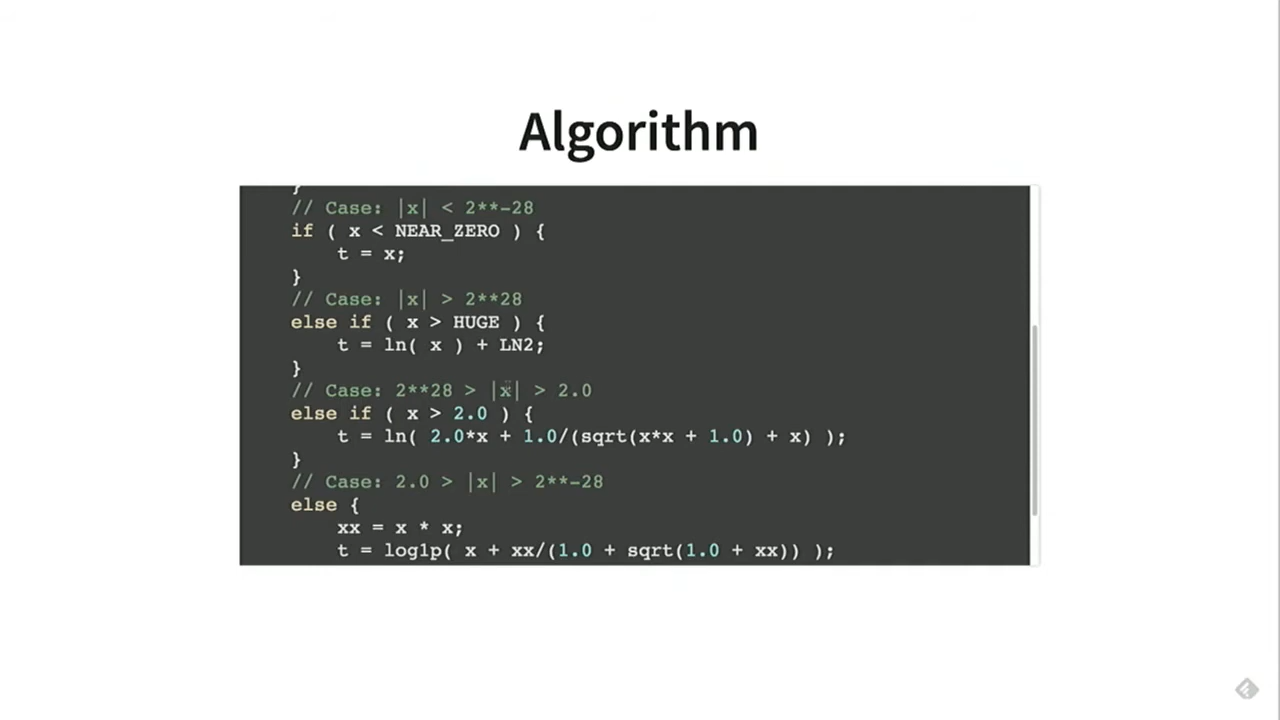 Algorithm
}
// Case: |x| < 2**-28
if ( x < NEAR_ZERO ) {
t = x;
}
// Case: |x| > 2**28
else if ( x > HUGE ) {
t = ln( x ) + LN2;
}
// Case: 2**28 > |x| > 2.0
else if ( x > 2.0 ) {
t = ln( 2.0*x + 1.0/(sqrt(x*x + 1.0) + x) );
}
// Case: 2.0 > |x| > 2**-28
else {
xx = x * x;
t = log1p( x + xx/(1.0 + sqrt(1.0 + xx)) );